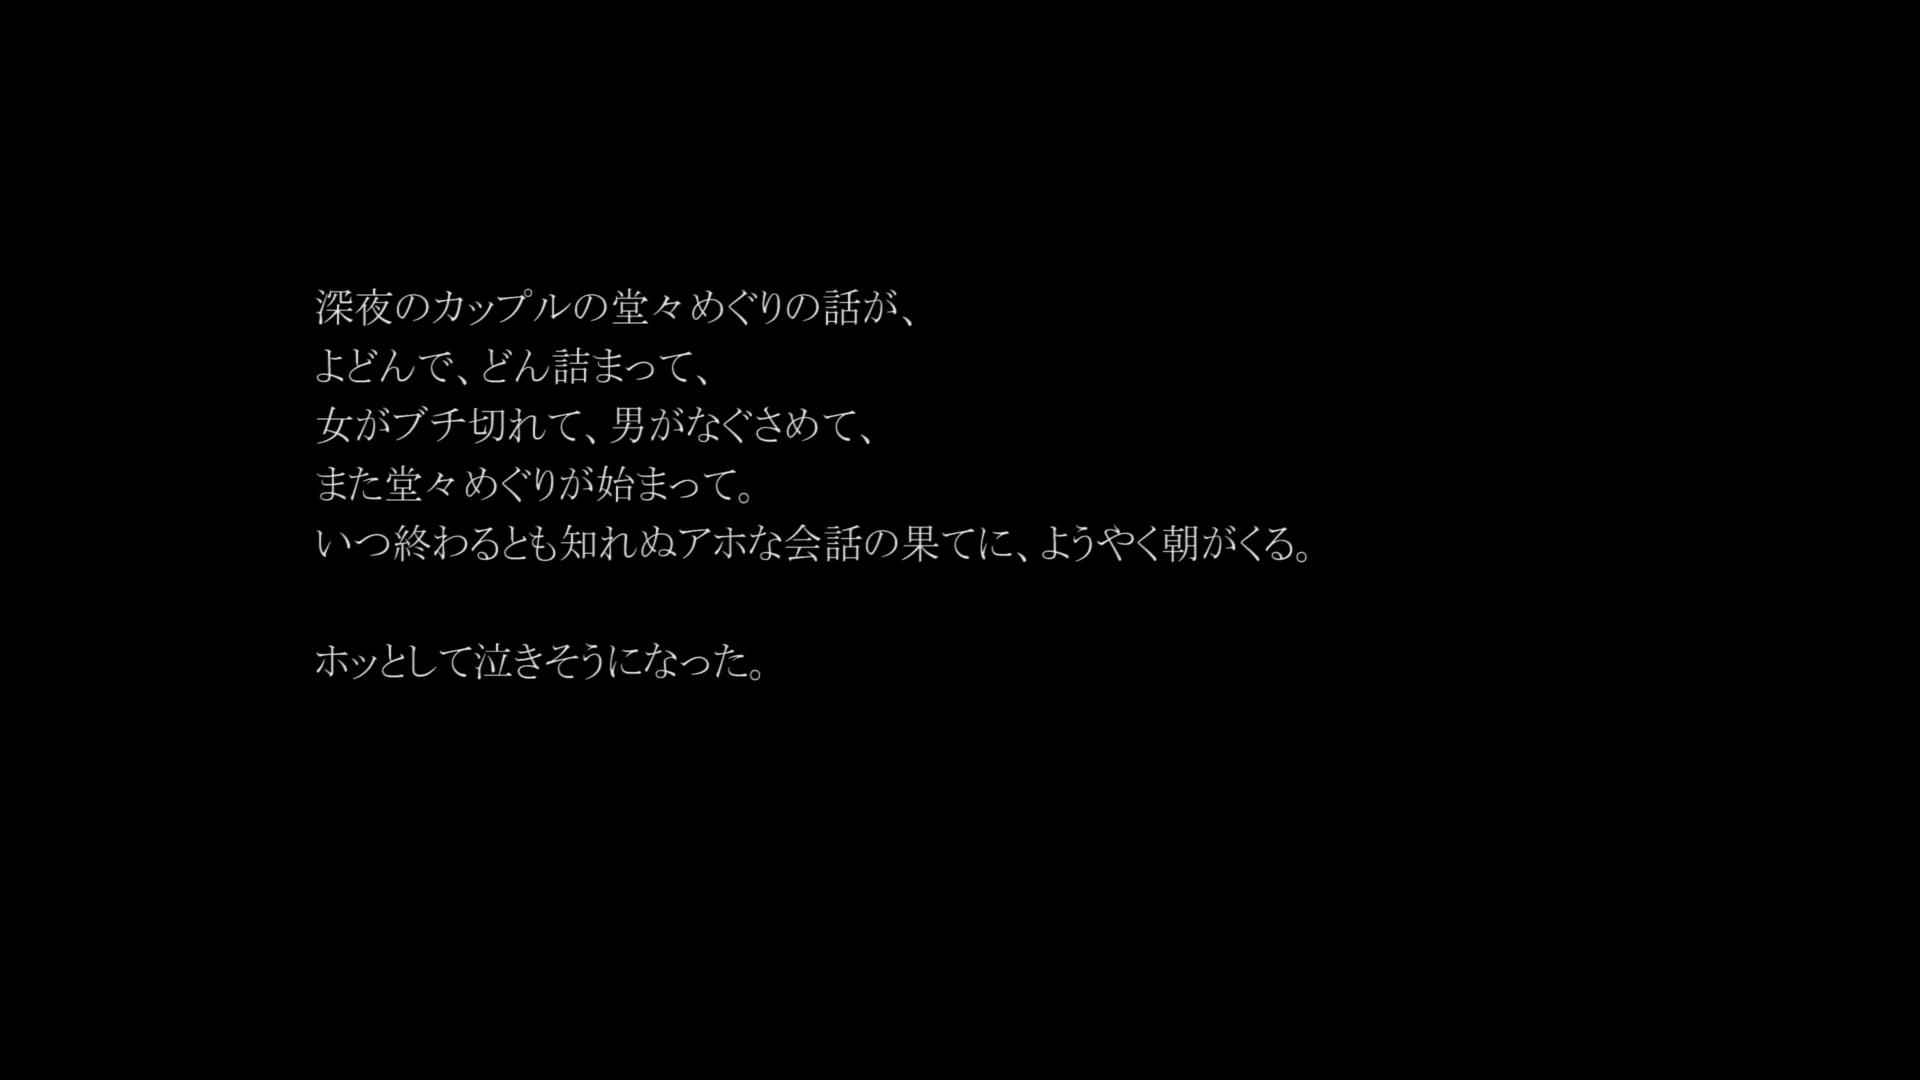 深夜のカップルの堂々めぐりの話が、
よどんで、どん詰まって、
女がブチ切れて、男がなぐさめて、
また堂々めぐりが始まって。
いつ終わるとも知れぬアホな会話の果てに、ようやく朝がくる。
ホッとして泣きそうになった。